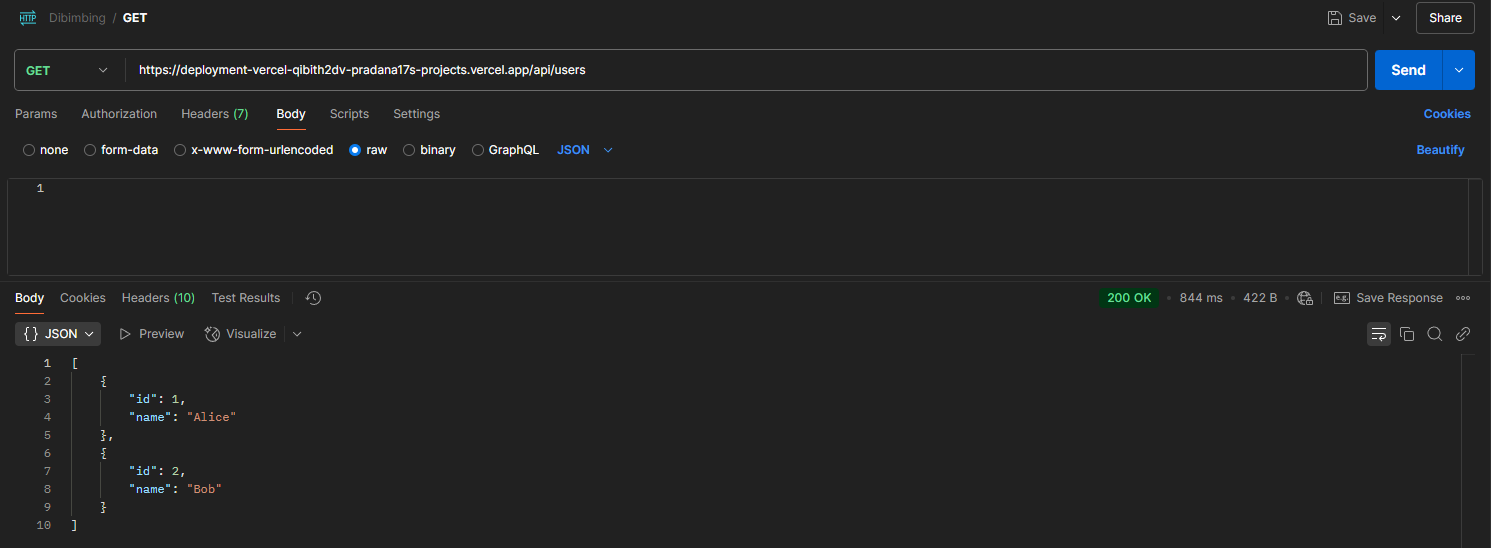 HTTP Dibimbing / GET Save Share
GET https://deployment-vercel-qibith2dv-pradana17s-projects.vercel.app/api/users Send
Params Authorization Headers (7) Body Scripts Settings Cookies
none form-data x-www-form-urlencoded raw binary GraphQL JSON Beautify
1
Body Cookies Headers (10) Test Results 200 OK • 844 ms • 422 B • e.g. Save Response
{} JSON Preview Visualize
1 [
2 {
3 "id": 1,
4 "name": "Alice"
5 },
6 {
7 "id": 2,
8 "name": "Bob"
9 }
10 ]